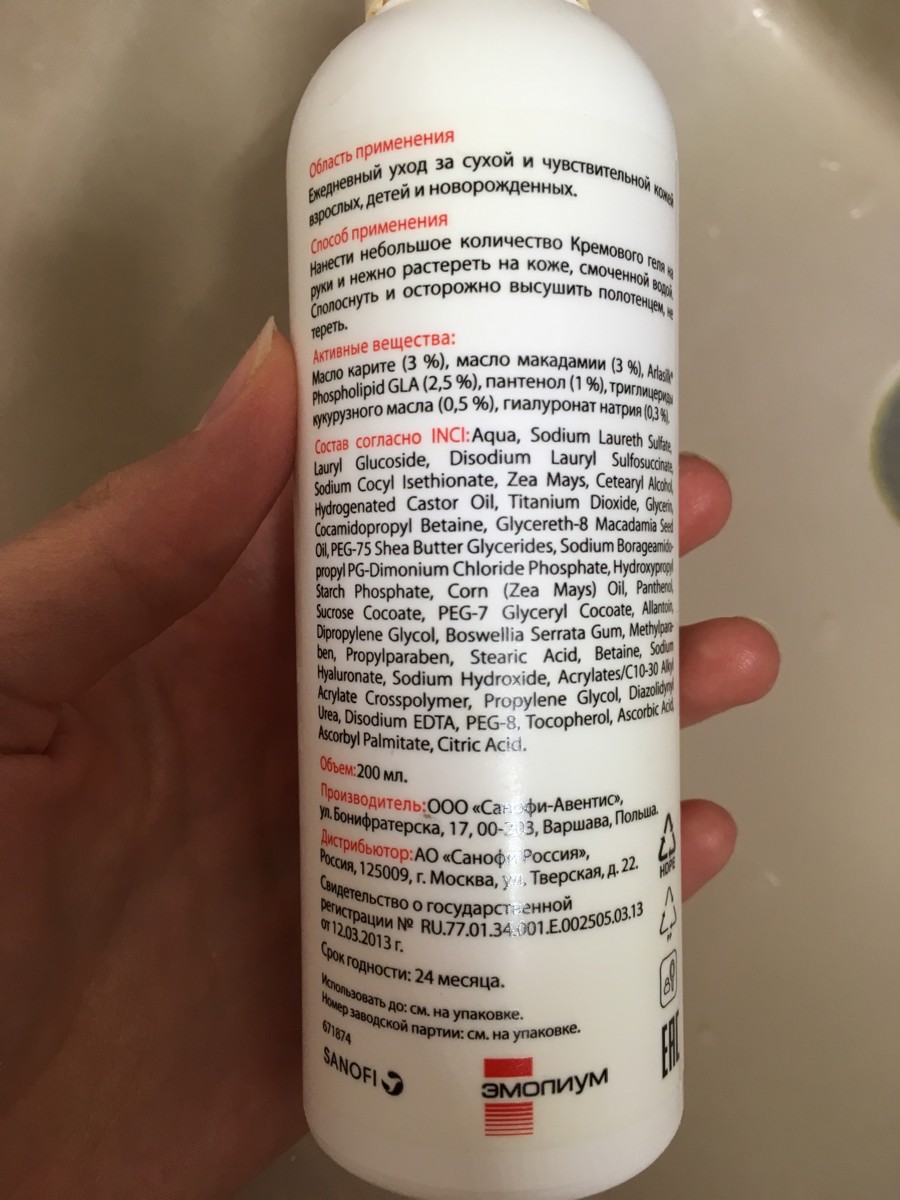 Область применения
Ежедневный уход за сухой и чувствительной кожей
взрослых, детей и новорожденных.
Способ применения
Нанести небольшое количество Кремового геля на
руки и нежно растереть на коже, смоченной водой.
Сполоснуть и осторожно высушить полотенцем, не
тереть.
Активные вещества:
Масло карите (3 %), масло макадамии (3 %), Arlasilk®
Phospholipid GLA (2,5 %), пантенол (1 %), триглицериды
кукурузного масла (0,5 %), гиалуронат натрия (0,3 %).
Состав согласно INCI: Aqua, Sodium Laureth Sulfate,
Lauryl Glucoside, Disodium Lauryl Sulfosuccinate,
Sodium Cocyl Isethionate, Zea Mays, Cetearyl Alcohol,
Hydrogenated Castor Oil, Titanium Dioxide, Glycerin,
Cocamidopropyl Betaine, Glycereth-8 Macadamia Seed
Oil, PEG-75 Shea Butter Glycerides, Sodium Borageamido-
propyl PG-Dimonium Chloride Phosphate, Hydroxypropyl
Starch Phosphate, Corn (Zea Mays) Oil, Panthenol,
Sucrose Cocoate, PEG-7 Glyceryl Cocoate, Allantoin,
Dipropylene Glycol, Boswellia Serrata Gum, Methylpara-
ben, Propylparaben, Stearic Acid, Betaine, Sodium
Hyaluronate, Sodium Hydroxide, Acrylates/C10-30 Alkyl
Acrylate Crosspolymer, Propylene Glycol, Diazolidynyl
Urea, Disodium EDTA, PEG-8, Tocopherol, Ascorbic Acid,
Ascorbyl Palmitate, Citric Acid.
Объем: 200 мл.
Производитель: ООО «Санофи-Авентис»,
ул. Бонифратерска, 17, 00-203, Варшава, Польша.
Дистрибьютор: АО «Санофи Россия»,
Россия, 125009, г. Москва, ул. Тверская, д. 22.
Свидетельство о государственной
регистрации № RU.77.01.34.001.E.002505.03.13
от 12.03.2013 г.
Срок годности: 24 месяца.
Использовать до: см. на упаковке.
Номер заводской партии: см. на упаковке.
671874
SANOFI
ЭМОЛИУМ
HDPE
PP
EAC